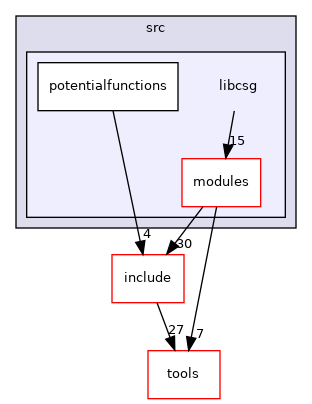 src
potentialfunctions
libcsg
15
modules
4
30
include
27
7
tools